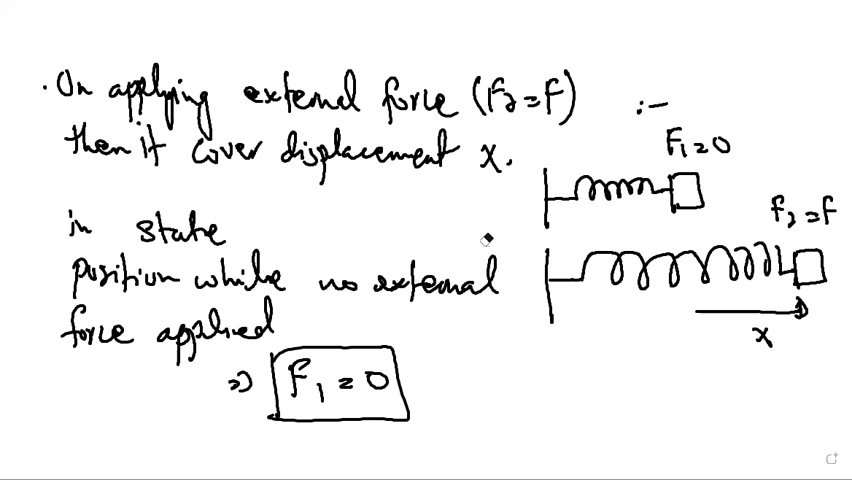 . On applying external force (F2 = F) :-
then it cover displacement x.
F1 = 0
F2 = F
in state
position while no external
force applied
x
=> F1 = 0